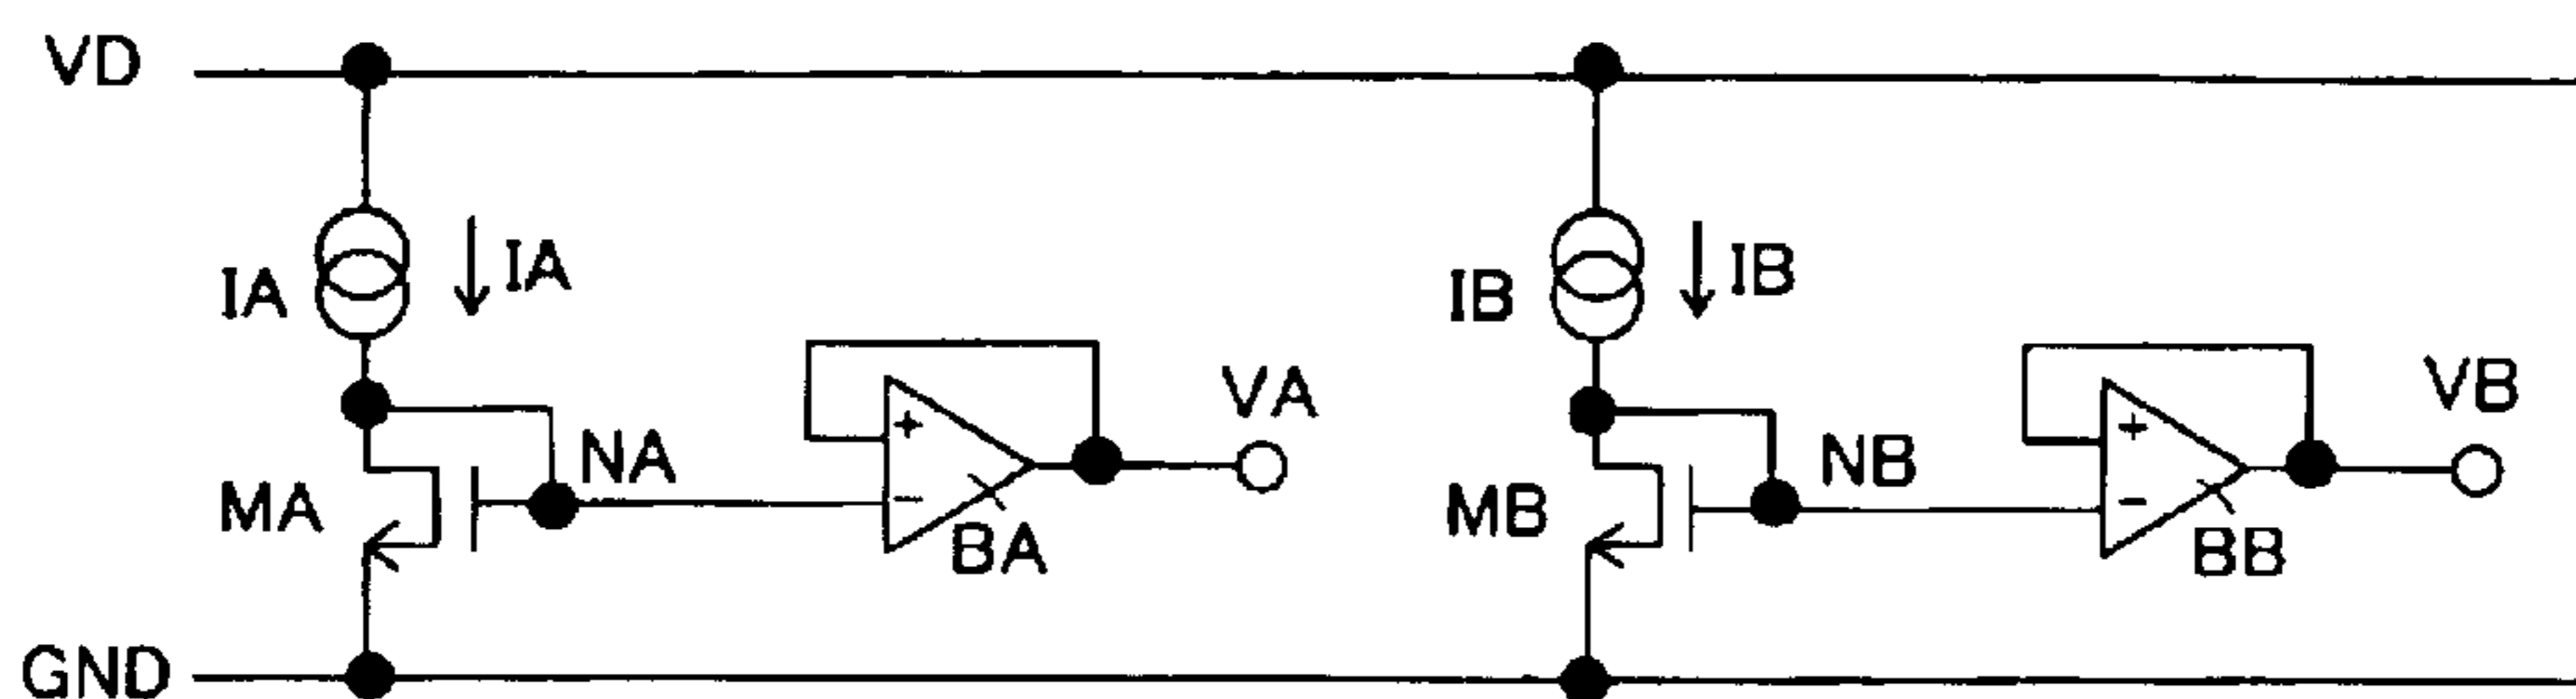 VD
IA
IA
IB
IB
VA
VB
NA
NB
+
+
MA
−
MB
−
BA
BB
GND